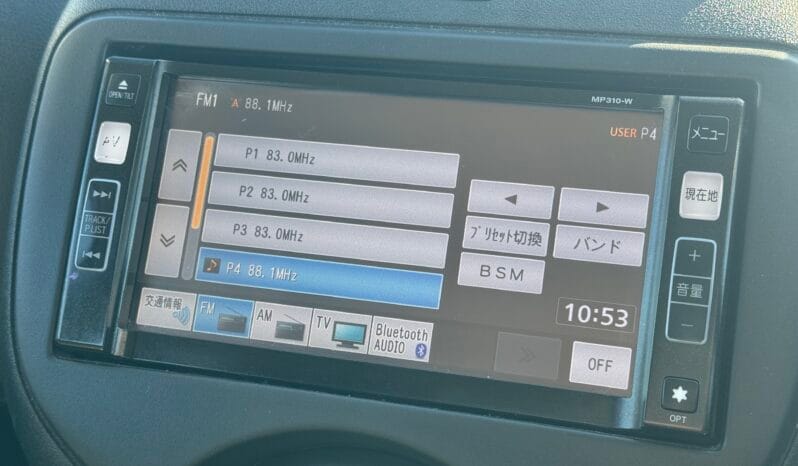 OPEN/TILT
AV
TRACK/
P.LIST
FM1 A 88.1MHz
MP310-W
USER P4
P1 83.0MHz
P2 83.0MHz
P3 83.0MHz
P4 88.1MHz
プリセット切換
バンド
BSM
10:53
交通情報
FM
AM
TV
Bluetooth
AUDIO
OFF
メニュー
現在地
+
音量
-
OPT